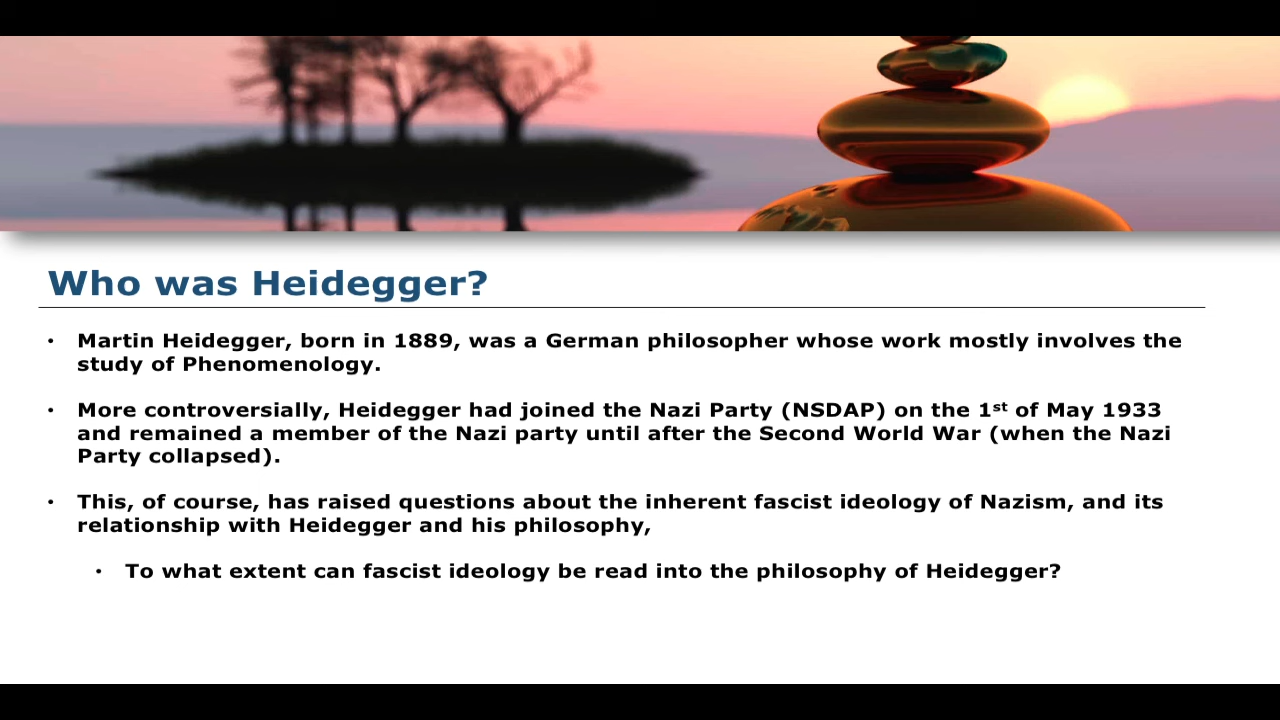 Who was Heidegger?
• Martin Heidegger, born in 1889, was a German philosopher whose work mostly involves the
study of Phenomenology.
• More controversially, Heidegger had joined the Nazi Party (NSDAP) on the 1st of May 1933
and remained a member of the Nazi party until after the Second World War (when the Nazi
Party collapsed).
• This, of course, has raised questions about the inherent fascist ideology of Nazism, and its
relationship with Heidegger and his philosophy,
• To what extent can fascist ideology be read into the philosophy of Heidegger?